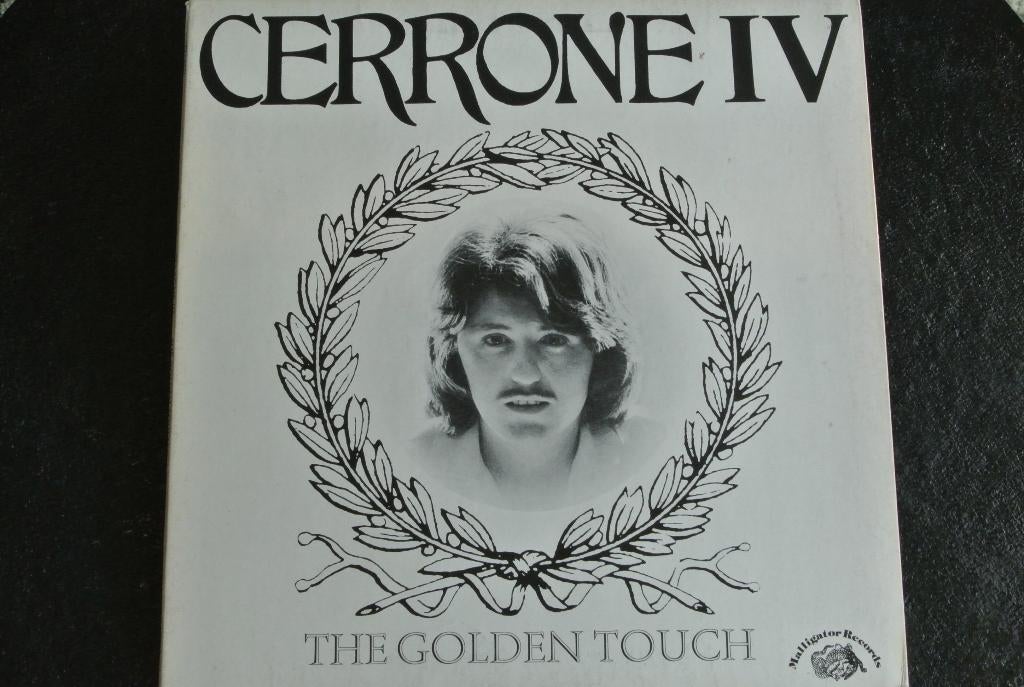 CERRONE IV
THE GOLDEN TOUCH
Malligator Records